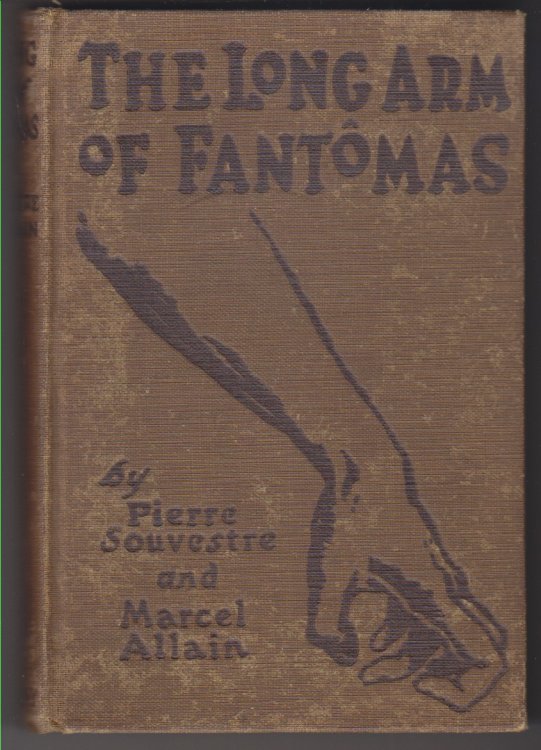 THE LONG ARM
OF FANTÔMAS
by
Pierre
Souvestre
and
Marcel
Allain